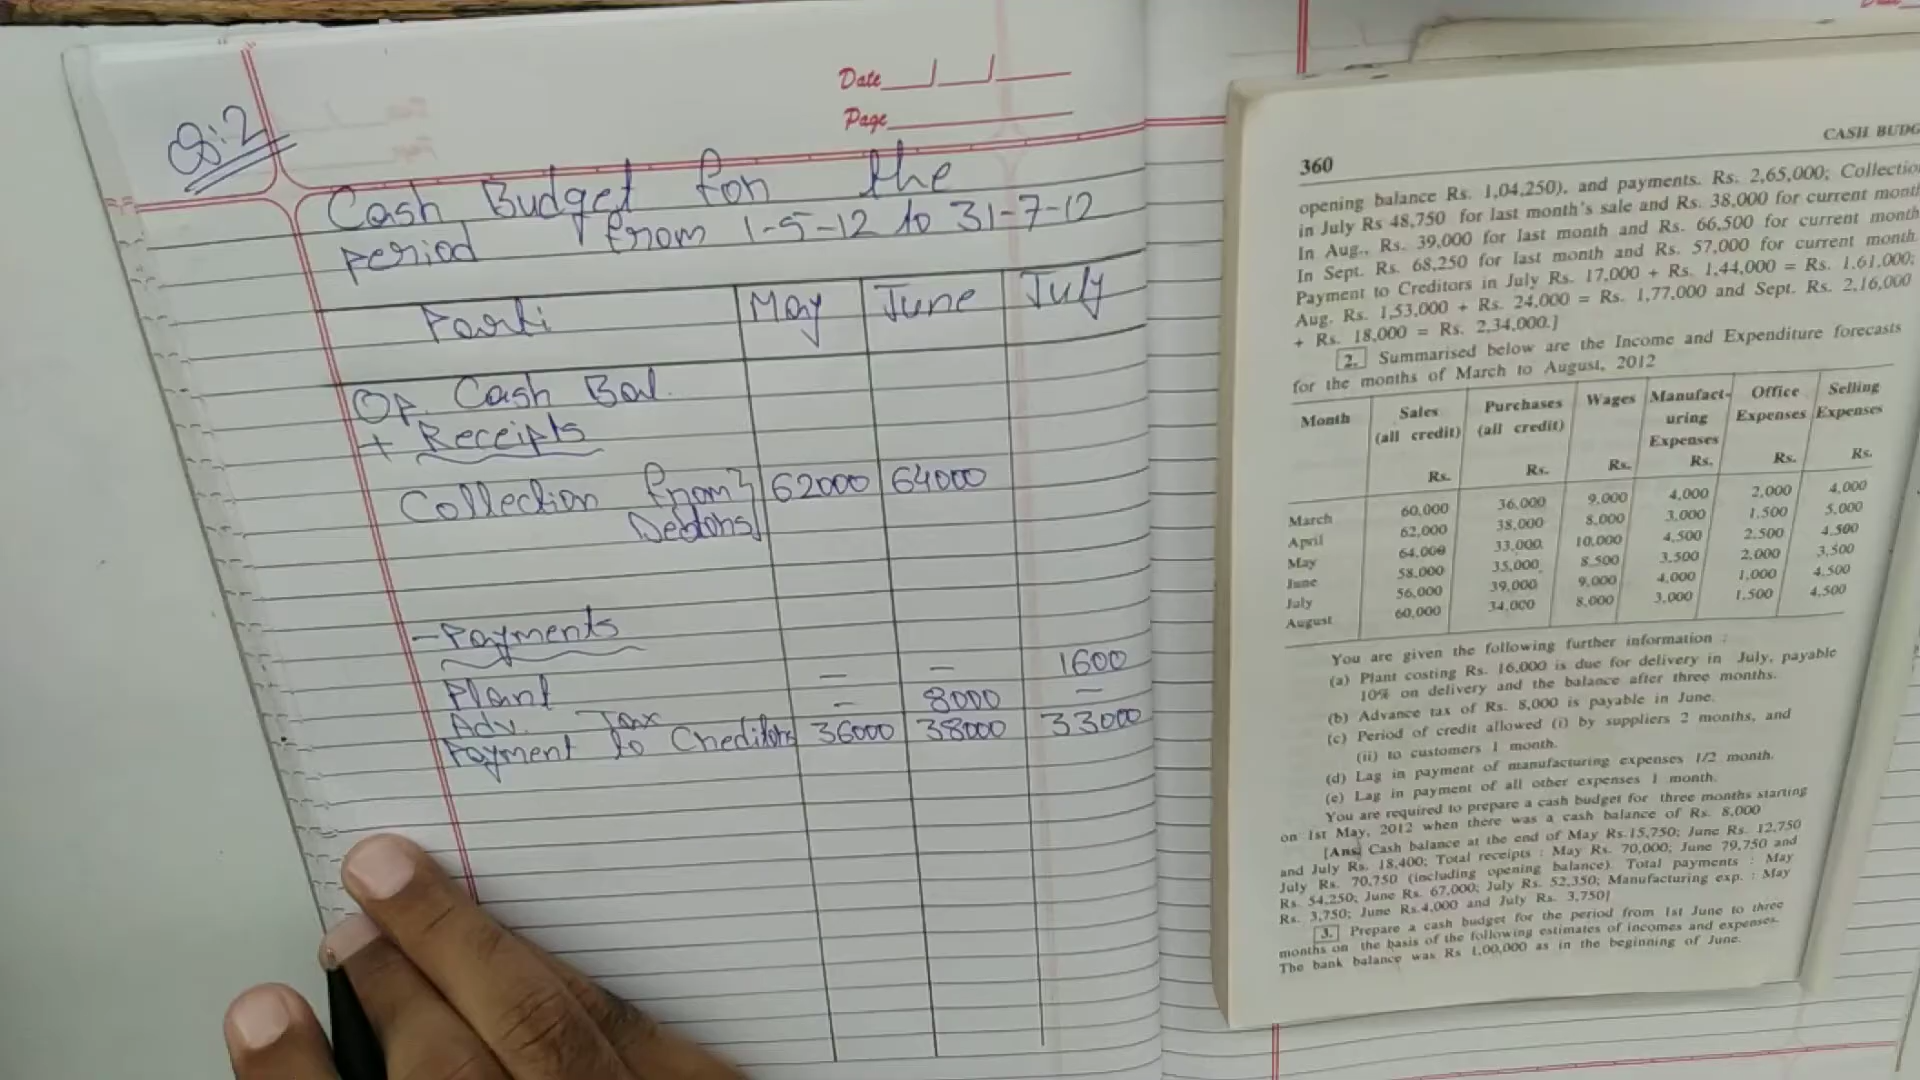 Date
Page
Q:2
Cash Budget for the
period from 1-5-12 to 31-7-12
Parti May June July
Op. Cash Bal.
+ Receipts
Collection from 62000 64000
Debtors
- Payments
Plant - - 1600
Adv. Tax - 8000 -
Payment to Creditors 36000 38000 33000
360
CASH BUDG
opening balance Rs. 1,04,250). and payments. Rs. 2,65,000; Collectio
in July Rs 48,750 for last month's sale and Rs. 38,000 for current mont
In Aug., Rs. 39,000 for last month and Rs. 66,500 for current month
In Sept. Rs. 68,250 for last month and Rs. 57,000 for current month.
Payment to Creditors in July Rs. 17,000 + Rs. 1,44,000 = Rs. 1,61,000;
Aug. Rs. 1,53,000 + Rs. 24,000 = Rs. 1,77,000 and Sept. Rs. 2,16,000
+ Rs. 18,000 = Rs. 2,34,000.]
2. Summarised below are the Income and Expenditure forecasts
for the months of March to August, 2012
Month Sales Purchases Wages Manufact- Office Selling
(all credit) (all credit) uring Expenses Expenses
Expenses
Rs. Rs. Rs. Rs. Rs. Rs.
March 60,000 36,000 9,000 4,000 2,000 4,000
April 62,000 38,000 8,000 3,000 1,500 5,000
May 64,000 33,000 10,000 4,500 2,500 4,500
June 58,000 35,000 8,500 3,500 2,000 3,500
July 56,000 39,000 9,000 4,000 1,000 4,500
August 60,000 34,000 8,000 3,000 1,500 4,500
You are given the following further information :
(a) Plant costing Rs. 16,000 is due for delivery in July, payable
10% on delivery and the balance after three months.
(b) Advance tax of Rs. 8,000 is payable in June.
(c) Period of credit allowed (i) by suppliers 2 months, and
(ii) to customers 1 month.
(d) Lag in payment of manufacturing expenses 1/2 month.
(e) Lag in payment of all other expenses 1 month.
You are required to prepare a cash budget for three months starting
on 1st May, 2012 when there was a cash balance of Rs. 8,000
[Ans. Cash balance at the end of May Rs.15,750; June Rs. 12,750
and July Rs. 18,400; Total receipts : May Rs. 70,000; June 79,750 and
July Rs. 70,750 (including opening balance). Total payments : May
Rs. 54,250; June Rs. 67,000; July Rs. 52,350; Manufacturing exp. : May
Rs. 3,750; June Rs.4,000 and July Rs. 3,750]
3. Prepare a cash budget for the period from 1st June to three
months on the basis of the following estimates of incomes and expenses.
The bank balance was Rs 1,00,000 as in the beginning of June.